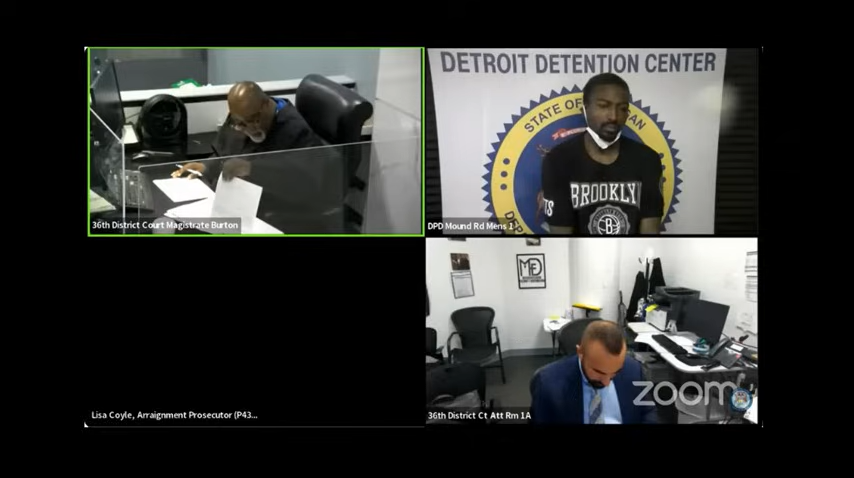 36th District Court Magistrate Burton
DETROIT DETENTION CENTER
STATE OF
BROOKLYN
B
DPD Mound Rd Mens 1
Lisa Coyle, Arraignment Prosecutor (P43...
36th District Ct Att Rm 1A
zoom